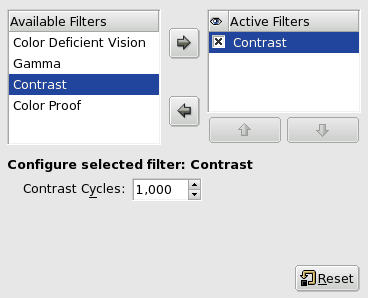 Available Filters
Color Deficient Vision
Gamma
Contrast
Color Proof
Active Filters
Contrast
Configure selected filter: Contrast
Contrast Cycles: 1,000
Reset